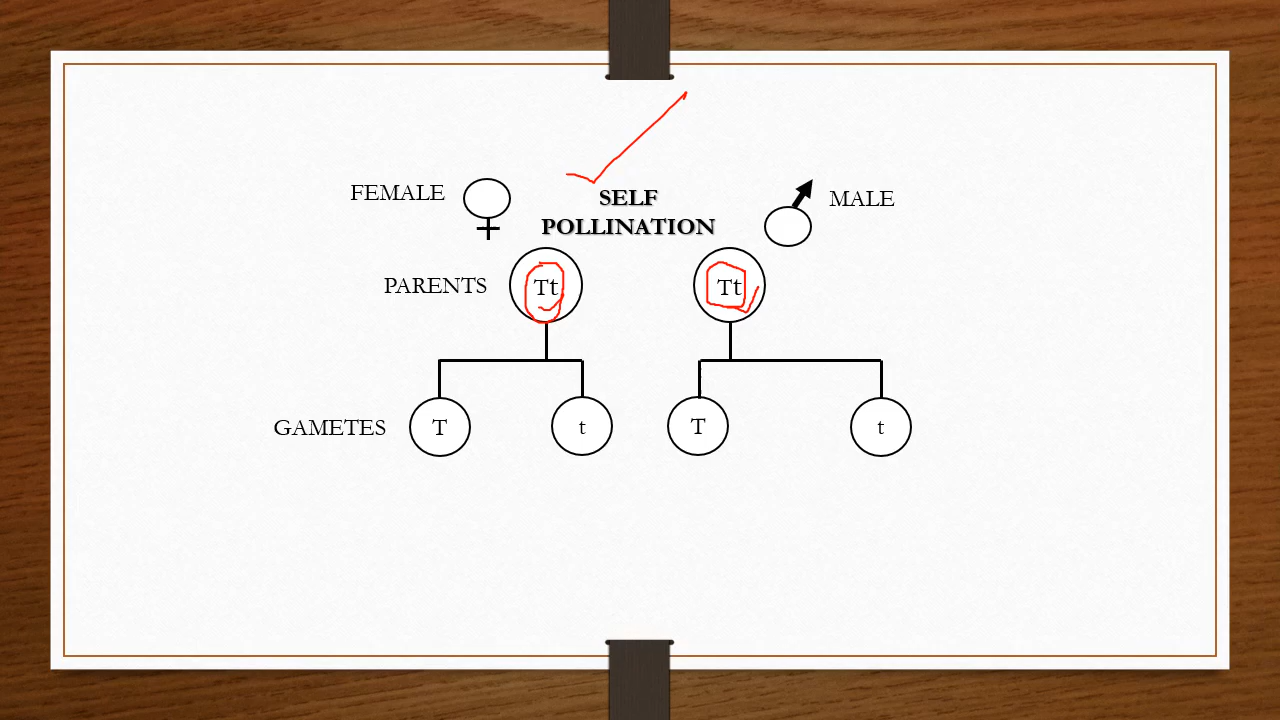 FEMALE
SELF
POLLINATION
MALE
PARENTS
Tt
Tt
GAMETES
T
t
T
t